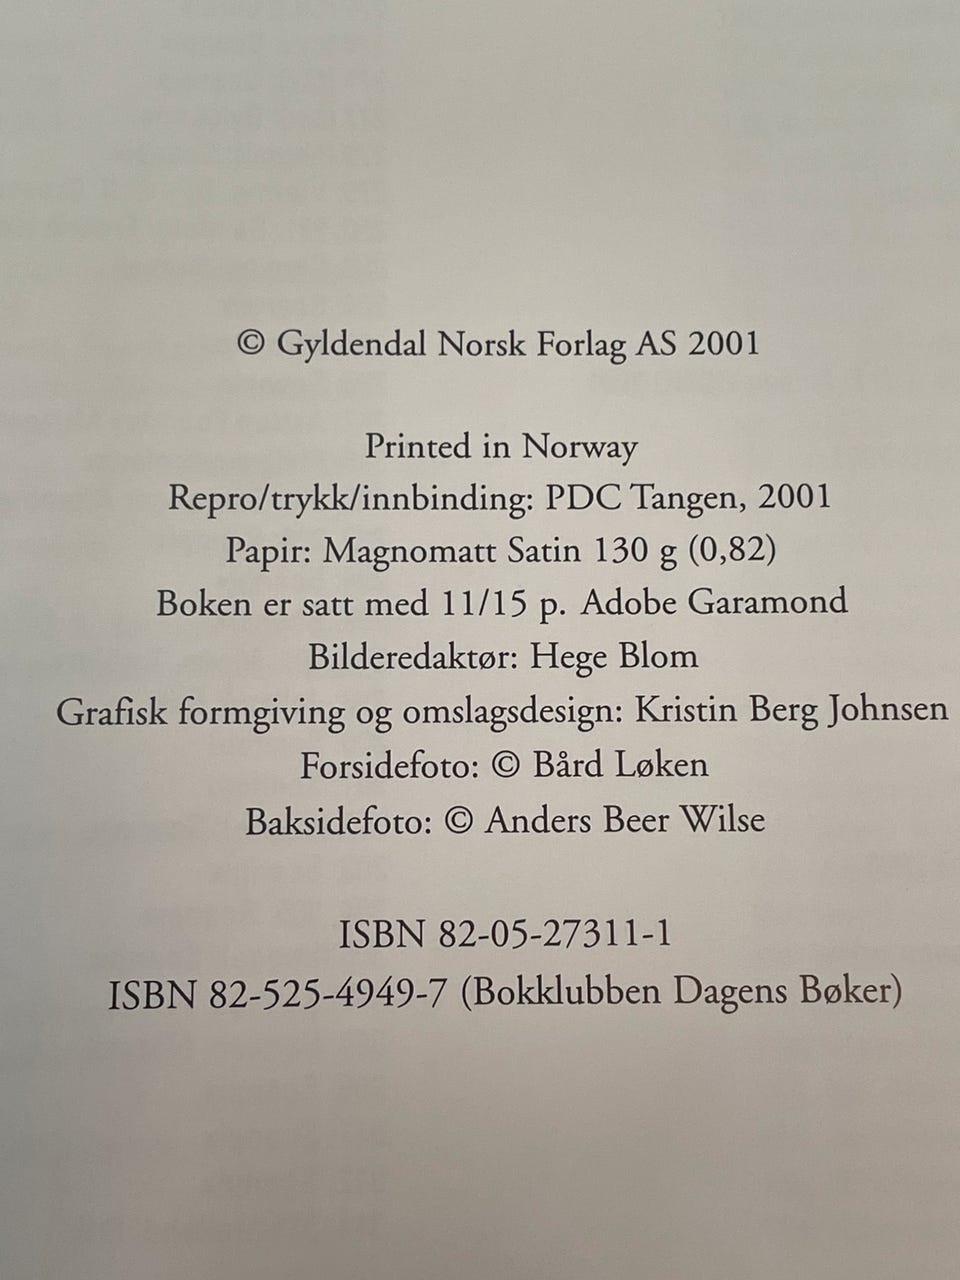 © Gyldendal Norsk Forlag AS 2001
Printed in Norway
Repro/trykk/innbinding: PDC Tangen, 2001
Papir: Magnomatt Satin 130 g (0,82)
Boken er satt med 11/15 p. Adobe Garamond
Bilderedaktør: Hege Blom
Grafisk formgiving og omslagsdesign: Kristin Berg Johnsen
Forsidefoto: © Bård Løken
Baksidefoto: © Anders Beer Wilse
ISBN 82-05-27311-1
ISBN 82-525-4949-7 (Bokklubben Dagens Bøker)